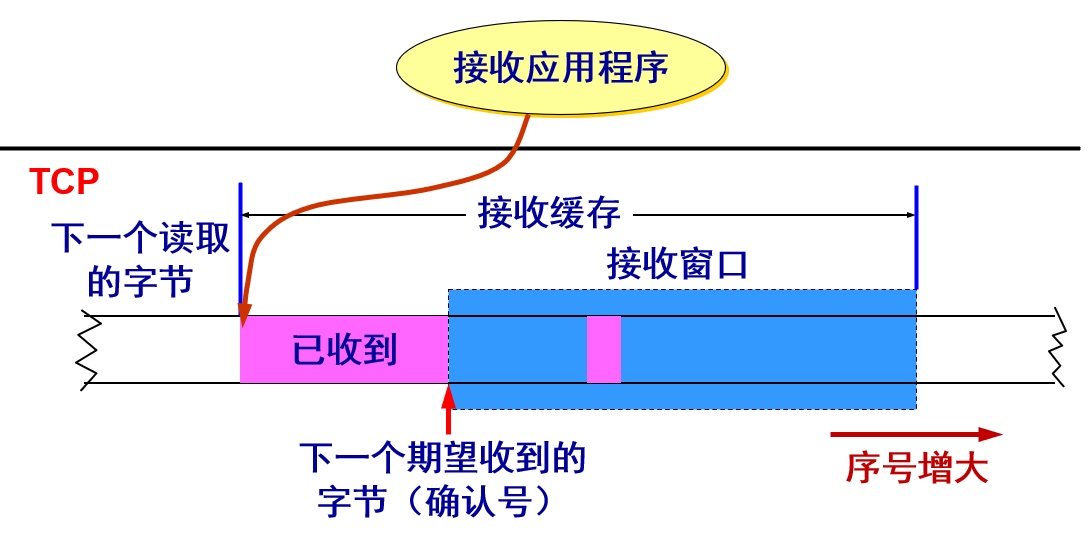 接收应用程序
TCP
接收缓存
下一个读取
的字节
接收窗口
已收到
下一个期望收到的
字节（确认号）
序号增大